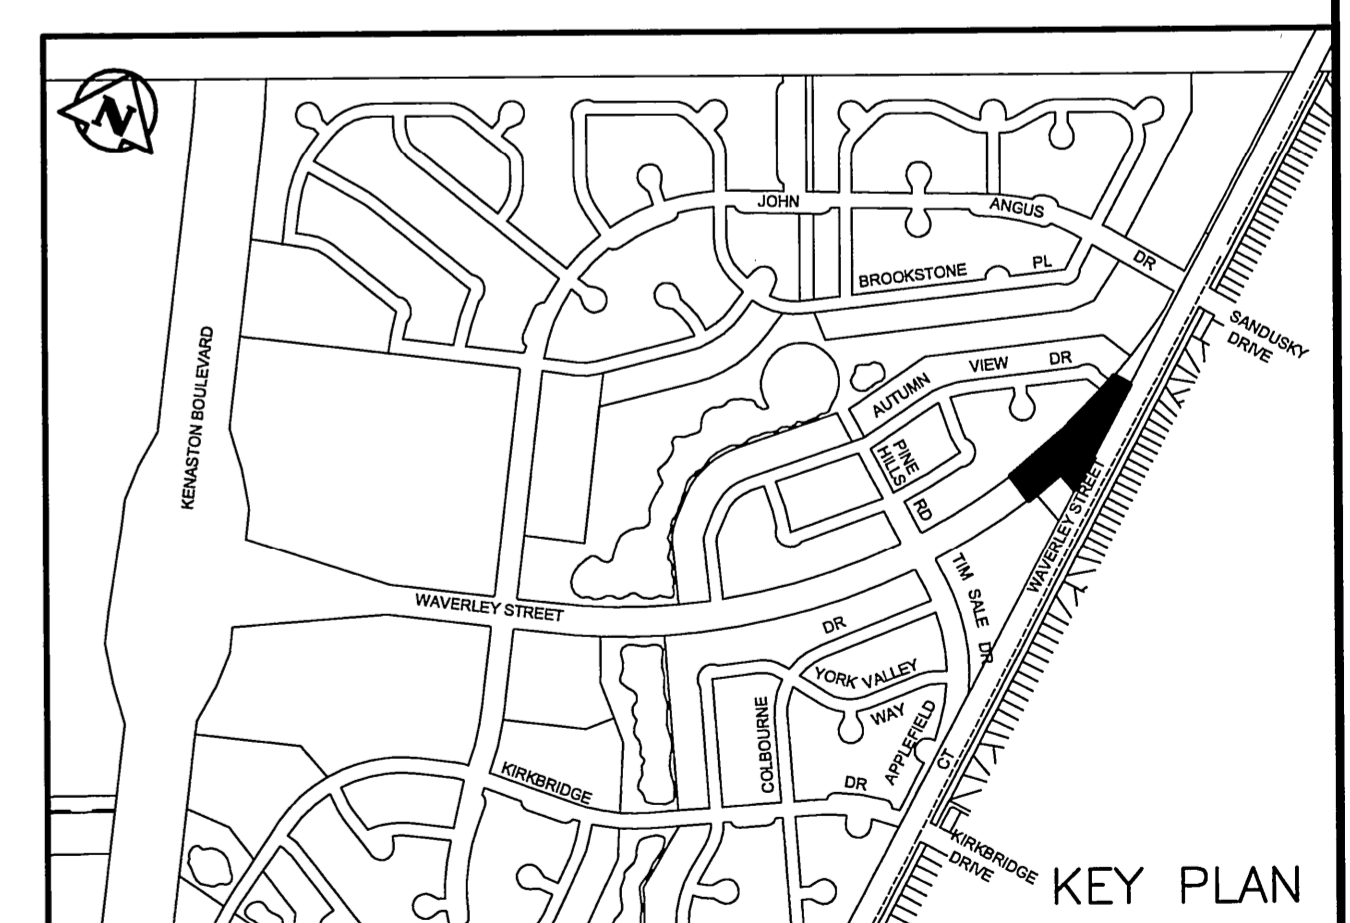 N
JOHN ANGUS DR
BROOKSTONE PL
SANDUSKY
DRIVE
KENASTON BOULEVARD
AUTUMN VIEW DR
PINE
HILLS
RD
WAVERLEY STREET
WAVERLEY STREET
TIM SALE DR
COLBOURNE DR
YORK VALLEY
WAY
APPLEFIELD CT
KIRKBRIDGE DR
KIRKBRIDGE
DRIVE
KEY PLAN